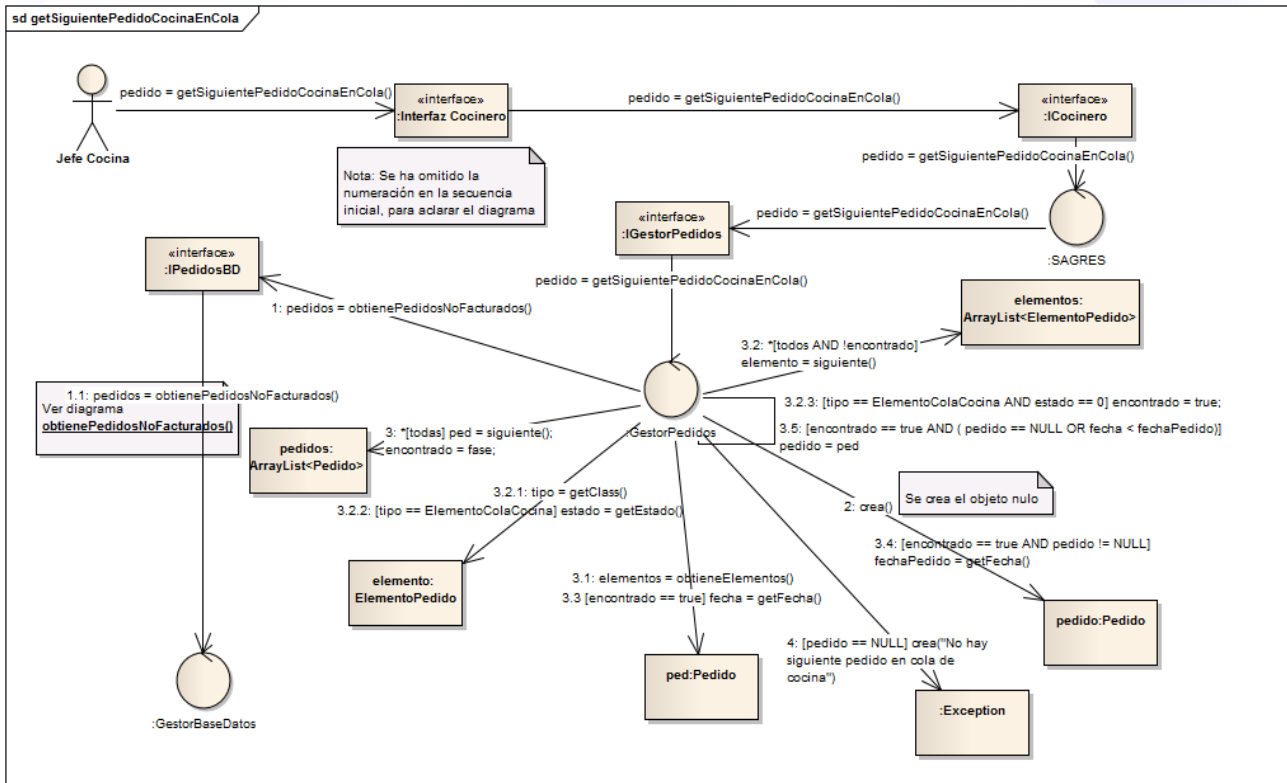 sd getSiguientePedidoCocinaEnCola
pedido = getSiguientePedidoCocinaEnCola()
Jefe Cocina
«interface»
:Interfaz Cocinero
pedido = getSiguientePedidoCocinaEnCola()
«interface»
:ICocinero
Nota: Se ha omitido la
numeración en la secuencia
inicial, para aclarar el diagrama
pedido = getSiguientePedidoCocinaEnCola()
:SAGRES
pedido = getSiguientePedidoCocinaEnCola()
«interface»
:IGestorPedidos
pedido = getSiguientePedidoCocinaEnCola()
«interface»
:IPedidosBD
1: pedidos = obtienePedidosNoFacturados()
elementos:
ArrayList<ElementoPedido>
3.2: *[todos AND !encontrado]
elemento = siguiente()
:GestorPedidos
1.1: pedidos = obtienePedidosNoFacturados()
Ver diagrama
obtienePedidosNoFacturados()
3: *[todas] ped = siguiente();
encontrado = fase;
pedidos:
ArrayList<Pedido>
3.2.3: [tipo == ElementoColaCocina AND estado == 0] encontrado = true;
3.5: [encontrado == true AND ( pedido == NULL OR fecha < fechaPedido)]
pedido = ped
3.2.1: tipo = getClass()
3.2.2: [tipo == ElementoColaCocina] estado = getEstado()
Se crea el objeto nulo
2: crea()
3.4: [encontrado == true AND pedido != NULL]
fechaPedido = getFecha()
elemento:
ElementoPedido
3.1: elementos = obtieneElementos()
3.3 [encontrado == true] fecha = getFecha()
pedido:Pedido
4: [pedido == NULL] crea("No hay
siguiente pedido en cola de
cocina")
ped:Pedido
:Exception
:GestorBaseDatos